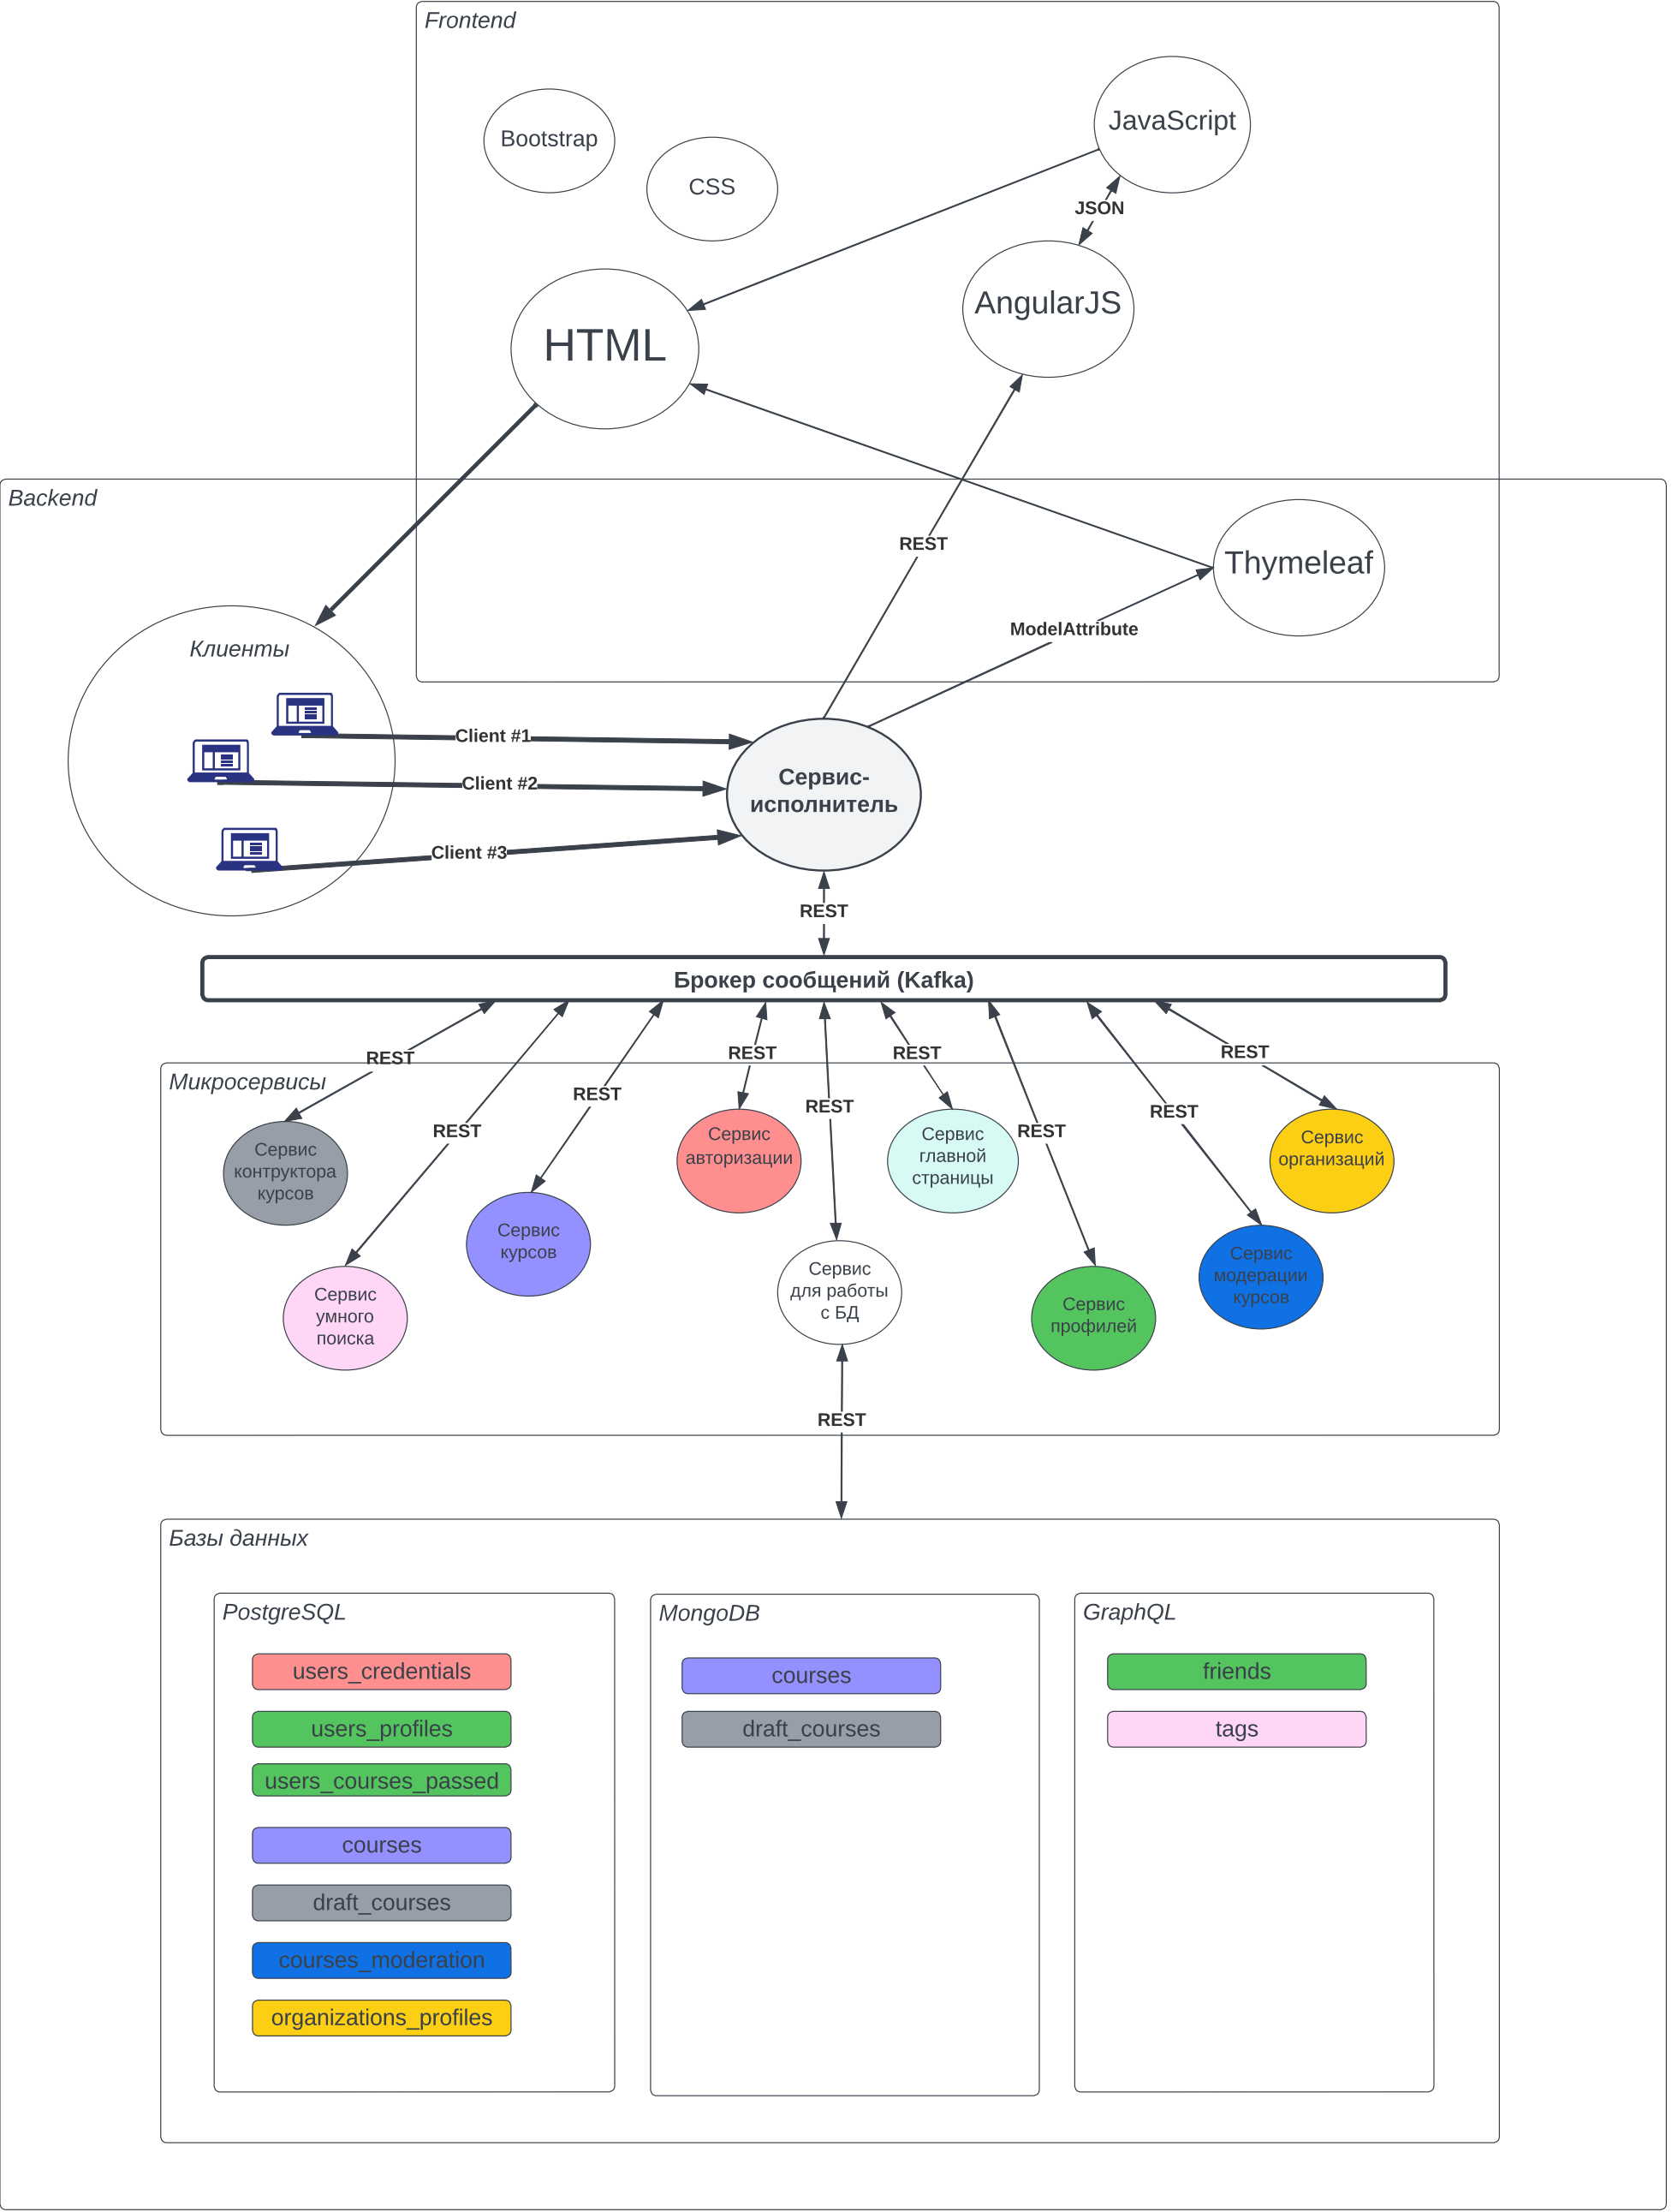 Frontend
Bootstrap
CSS
JavaScript
JSON
AngularJS
HTML
Backend
REST
Thymeleaf
ModelAttribute
Клиенты
Client #1
Client #2
Client #3
Сервис-
исполнитель
REST
Брокер сообщений (Kafka)
REST
REST
REST
REST
REST
REST
REST
REST
REST
Микросервисы
Сервис
контруктора
курсов
Сервис
умного
поиска
Сервис
курсов
Сервис
авторизации
Сервис
для работы
с БД
Сервис
главной
страницы
Сервис
профилей
Сервис
модерации
курсов
Сервис
организаций
REST
Базы данных
PostgreSQL
users_credentials
users_profiles
users_courses_passed
courses
draft_courses
courses_moderation
organizations_profiles
MongoDB
courses
draft_courses
GraphQL
friends
tags